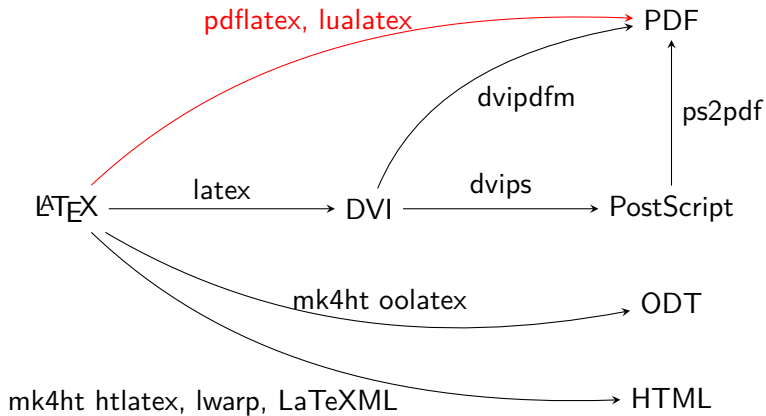 pdflatex, lualatex
PDF
dvipdfm
ps2pdf
latex
dvips
LATEX
DVI
PostScript
mk4ht oolatex
ODT
mk4ht htlatex, lwarp, LaTeXML
HTML